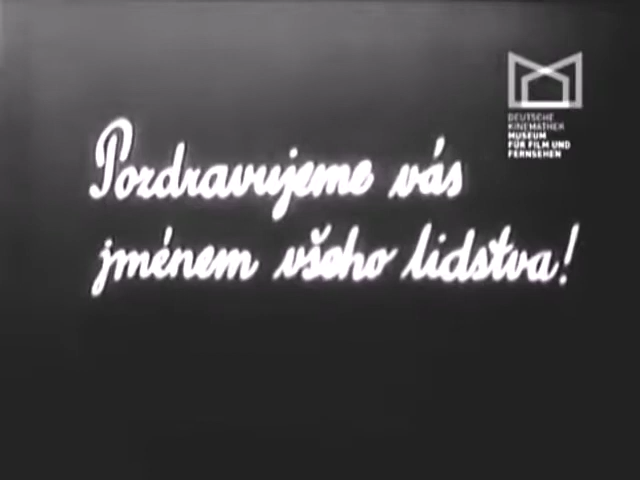 Pozdravujeme vás
jménem všeho lidstva!
DEUTSCHE
KINEMATHEK
MUSEUM
FÜR FILM UND
FERNSEHEN